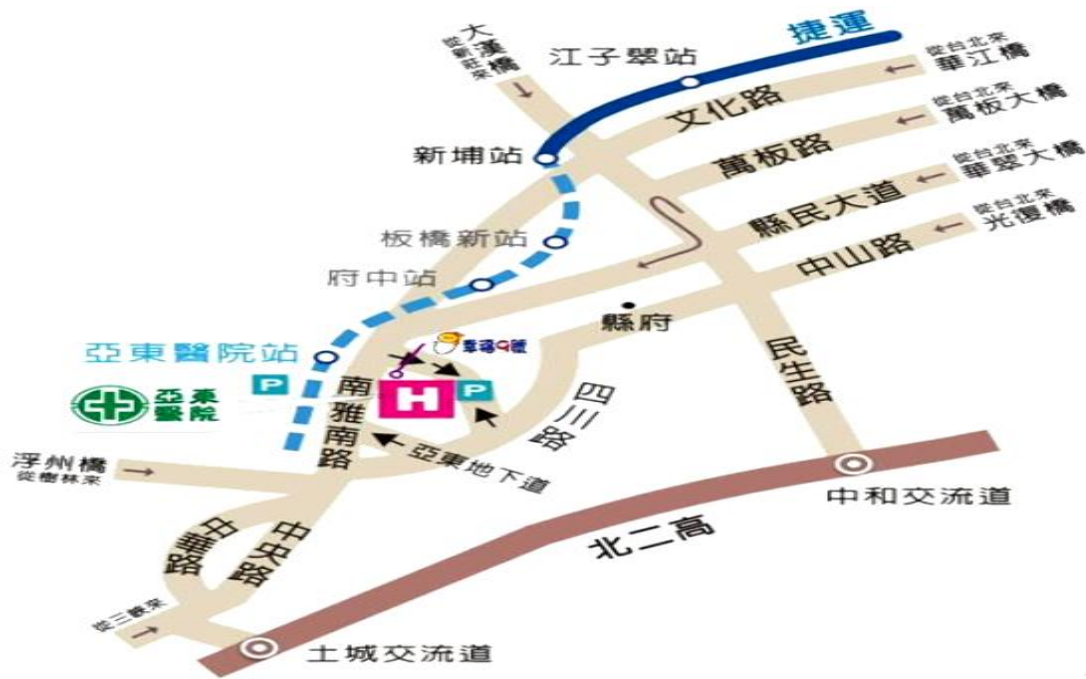 捷運
從新莊來
大漢橋
江子翠站
從台北來
華江橋
文化路
從台北來
萬板大橋
萬板路
新埔站
從台北來
華翠大橋
縣民大道
從台北來
光復橋
中山路
板橋新站
府中站
縣府
幸福9號
亞東醫院站
P
亞東
醫院
H
P
南雅南路
四川路
民生路
亞東地下道
浮州橋
從樹林來
中和交流道
中華路
中央路
北二高
從三峽來
土城交流道